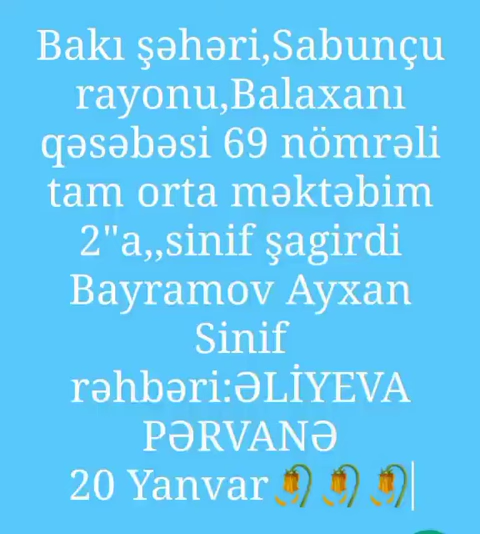 Bakı şəhəri,Sabunçu
rayonu,Balaxanı
qəsəbəsi 69 nömrəli
tam orta məktəbim
2"a,,sinif şagirdi
Bayramov Ayxan
Sinif
rəhbəri:ƏLİYEVA
PƏRVANƏ
20 Yanvar🥀🥀🥀